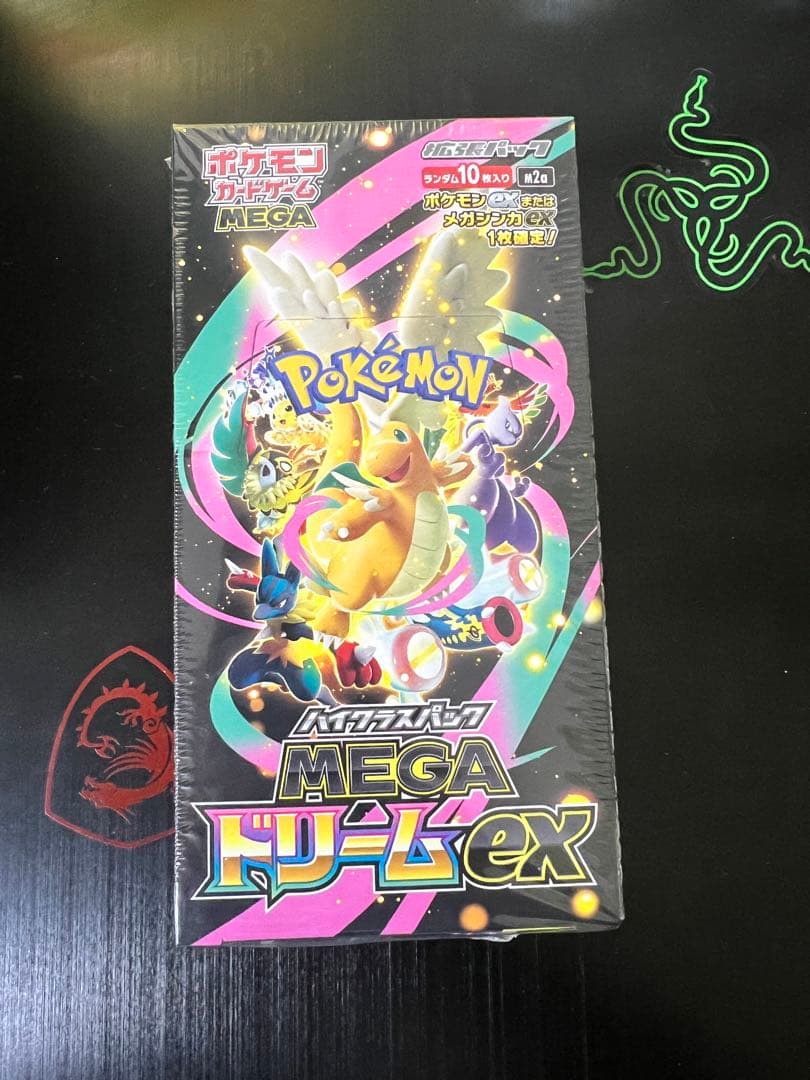 ポケモン
カードゲーム
MEGA
拡張パック
ランダム10枚入り
M2a
ポケモンexまたは
メガシンカex
1枚確定!
POKéMON
ハイクラスパック
MEGA
ドリームex